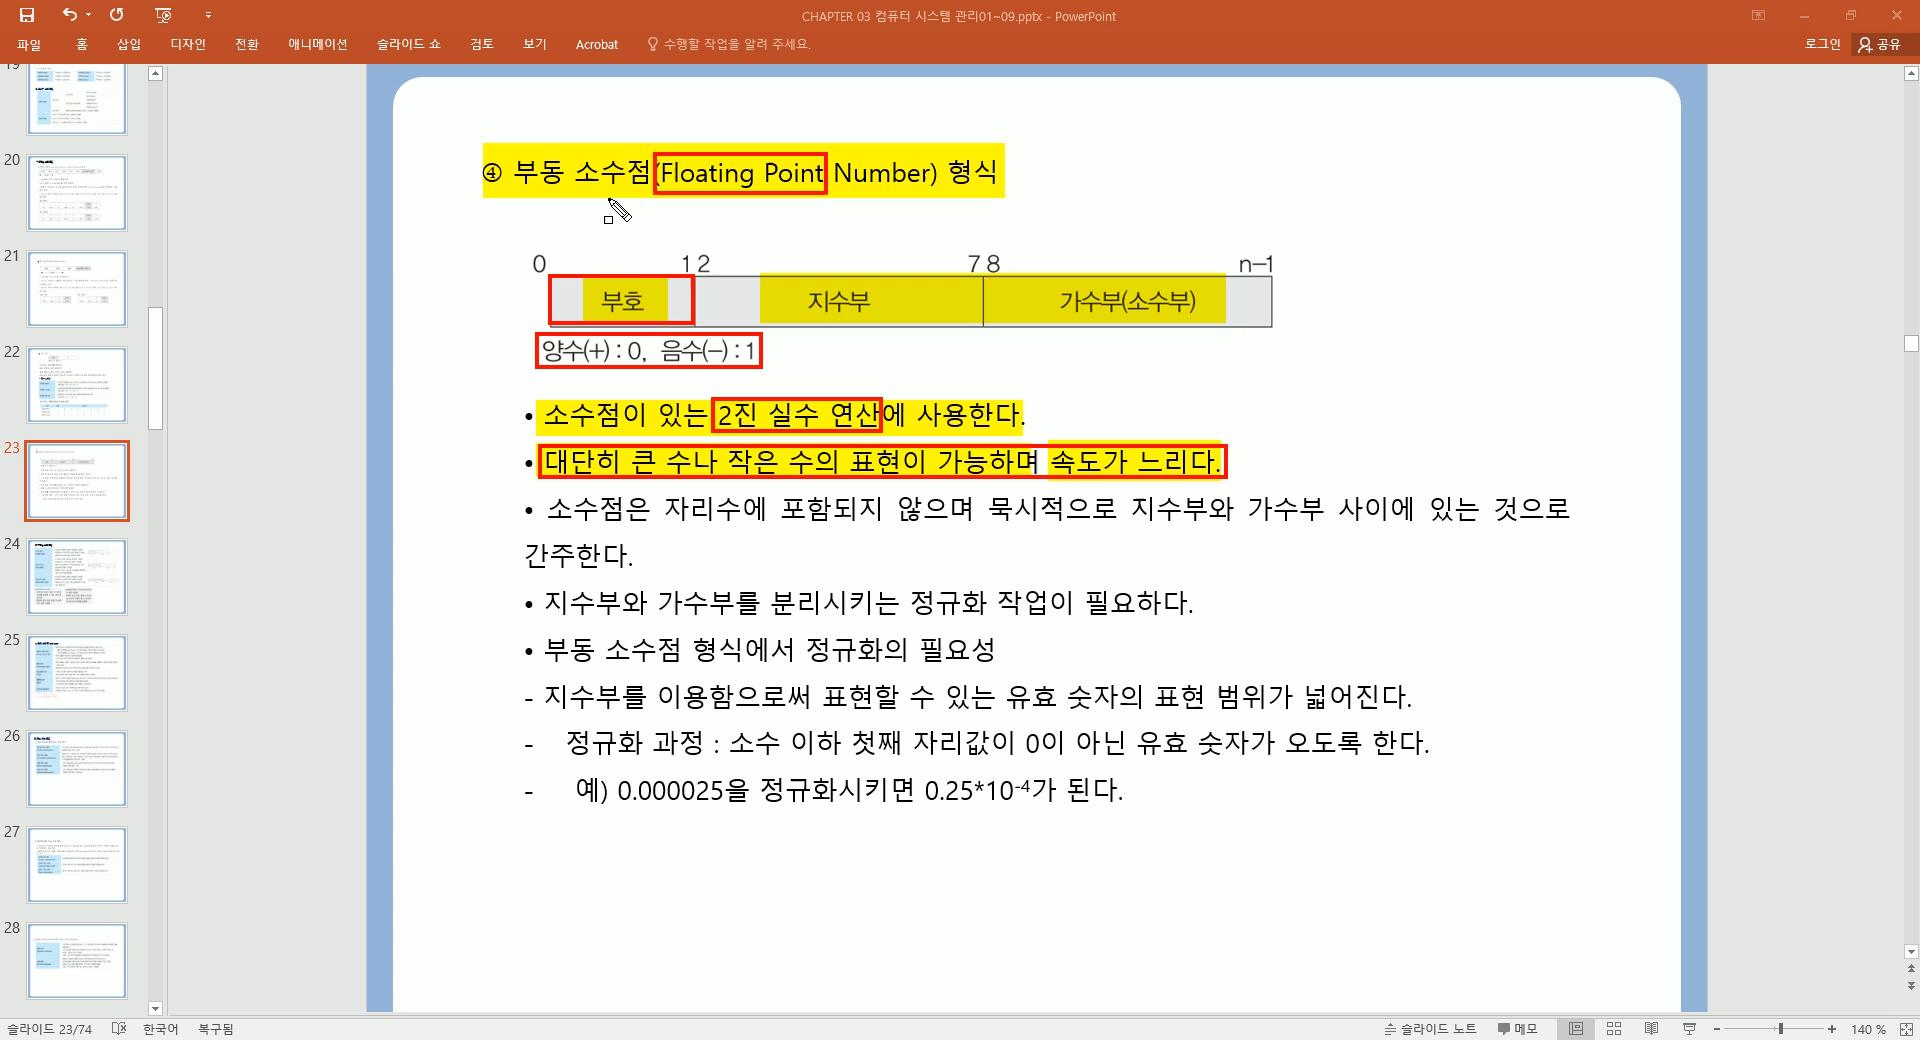 CHAPTER 03 컴퓨터 시스템 관리01~09.pptx - PowerPoint
파일 홈 삽입 디자인 전환 애니메이션 슬라이드 쇼 검토 보기 Acrobat 수행할 작업을 알려 주세요. 로그인 공유
19
20
21
22
23
24
25
26
27
28
④ 부동 소수점(Floating Point Number) 형식
0 1 2 7 8 n-1
부호 지수부 가수부(소수부)
양수(+) : 0, 음수(-) : 1
• 소수점이 있는 2진 실수 연산에 사용한다.
• 대단히 큰 수나 작은 수의 표현이 가능하며 속도가 느리다.
• 소수점은 자리수에 포함되지 않으며 묵시적으로 지수부와 가수부 사이에 있는 것으로
간주한다.
• 지수부와 가수부를 분리시키는 정규화 작업이 필요하다.
• 부동 소수점 형식에서 정규화의 필요성
- 지수부를 이용함으로써 표현할 수 있는 유효 숫자의 표현 범위가 넓어진다.
- 정규화 과정 : 소수 이하 첫째 자리값이 0이 아닌 유효 숫자가 오도록 한다.
- 예) 0.000025을 정규화시키면 0.25*10-4가 된다.
슬라이드 23/74 한국어 복구됨 슬라이드 노트 메모 140 %